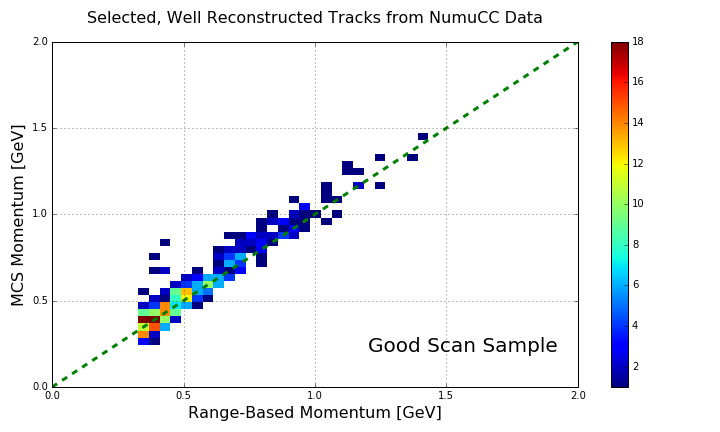 Selected, Well Reconstructed Tracks from NumuCC Data
2.0
1.5
1.0
0.5
0.0
MCS Momentum [GeV]
Good Scan Sample
0.0 0.5 1.0 1.5 2.0
Range-Based Momentum [GeV]
18
16
14
12
10
8
6
4
2